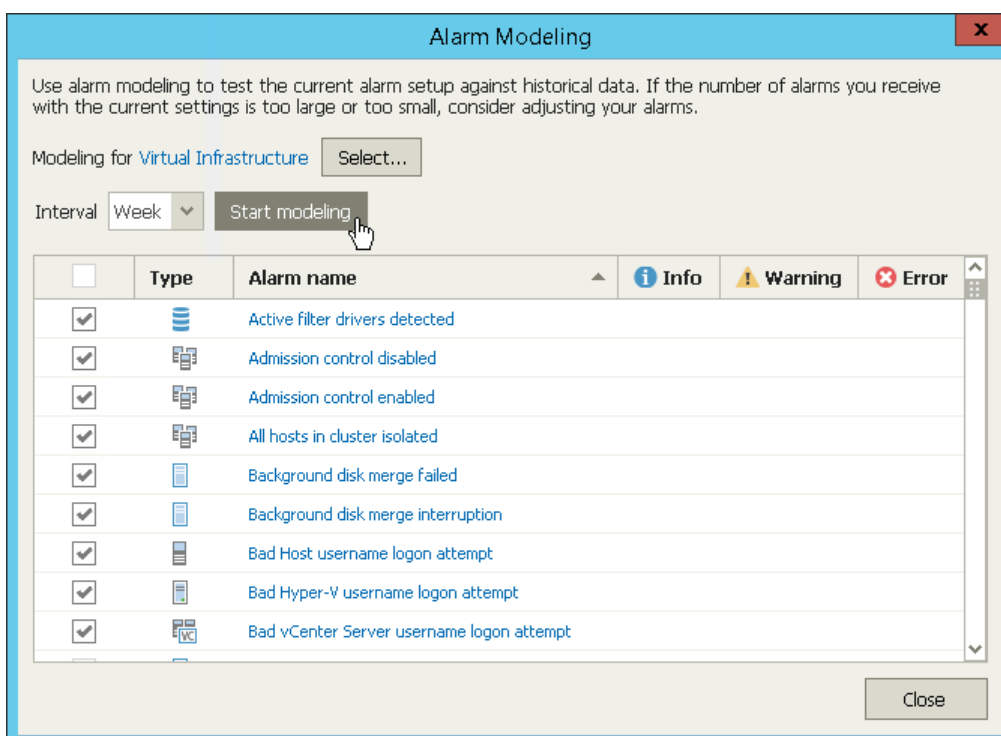 Alarm Modeling
x
Use alarm modeling to test the current alarm setup against historical data. If the number of alarms you receive
with the current settings is too large or too small, consider adjusting your alarms.
Modeling for Virtual Infrastructure Select...
Interval Week Start modeling
Type Alarm name Info Warning Error
Active filter drivers detected
Admission control disabled
Admission control enabled
All hosts in cluster isolated
Background disk merge failed
Background disk merge interruption
Bad Host username logon attempt
Bad Hyper-V username logon attempt
VC Bad vCenter Server username logon attempt
Close